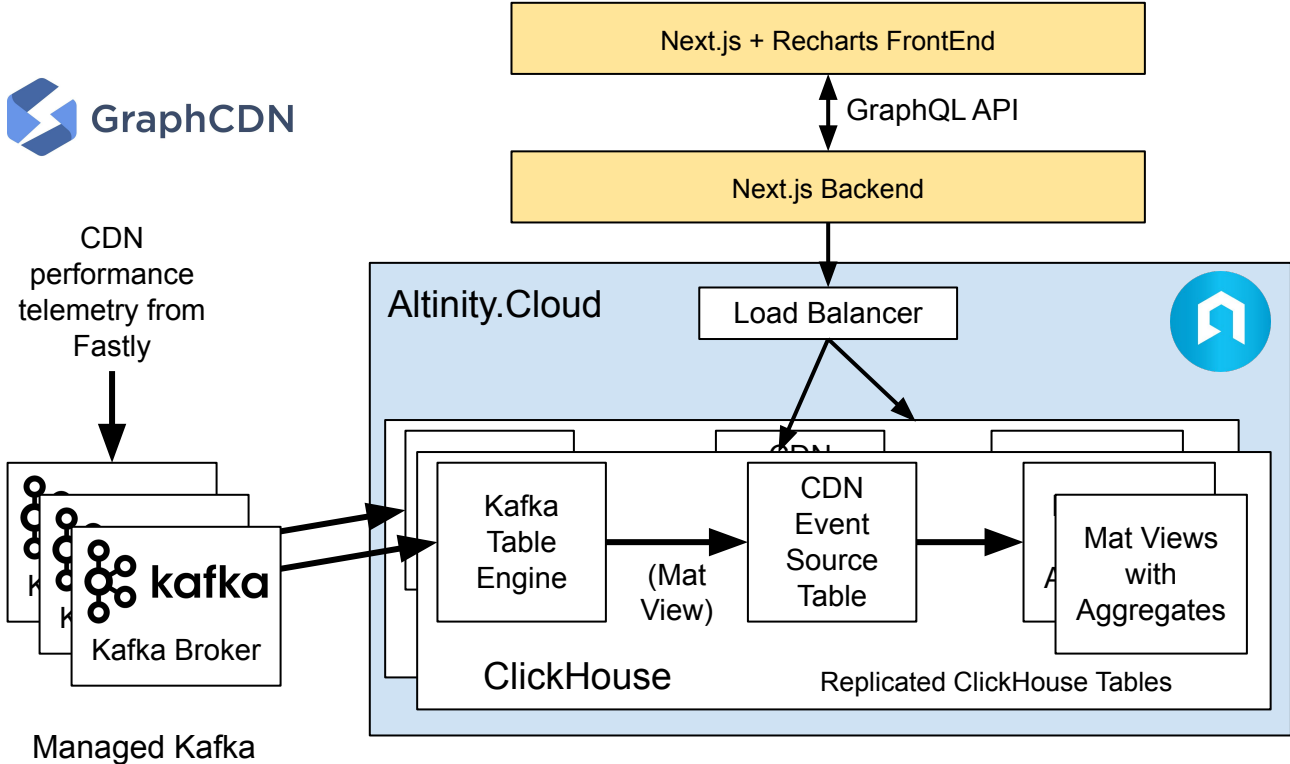 Next.js + Recharts FrontEnd
GraphCDN
GraphQL API
Next.js Backend
CDN
performance
telemetry from
Fastly
Altinity.Cloud
Load Balancer
CDN
Kafka
Table
Engine
(Mat
View)
CDN
Event
Source
Table
Mat Views
with
Aggregates
K
K
kafka
Kafka Broker
ClickHouse
Replicated ClickHouse Tables
Managed Kafka